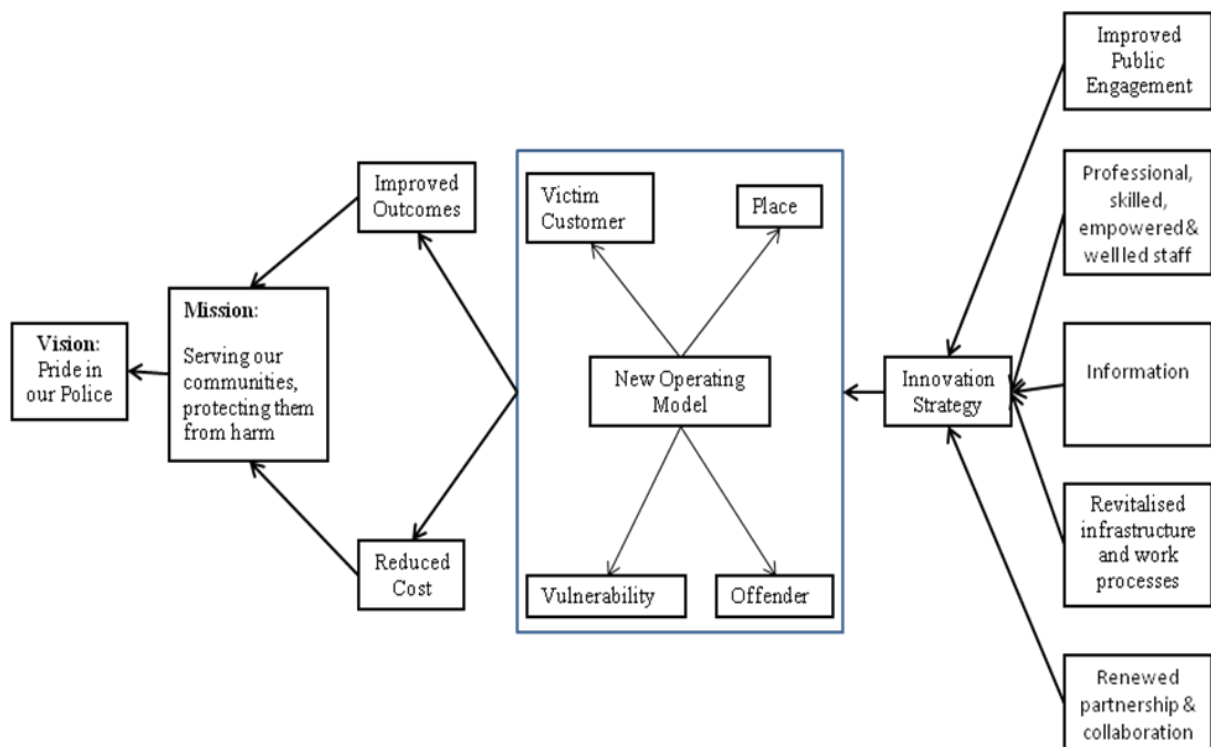 Vision:
Pride in
our Police
Mission:
Serving our
communities,
protecting them
from harm
Improved
Outcomes
Reduced
Cost
Victim
Customer
Place
New Operating
Model
Vulnerability
Offender
Innovation
Strategy
Improved
Public
Engagement
Professional,
skilled,
empowered &
well led staff
Information
Revitalised
infrastructure
and work
processes
Renewed
partnership &
collaboration